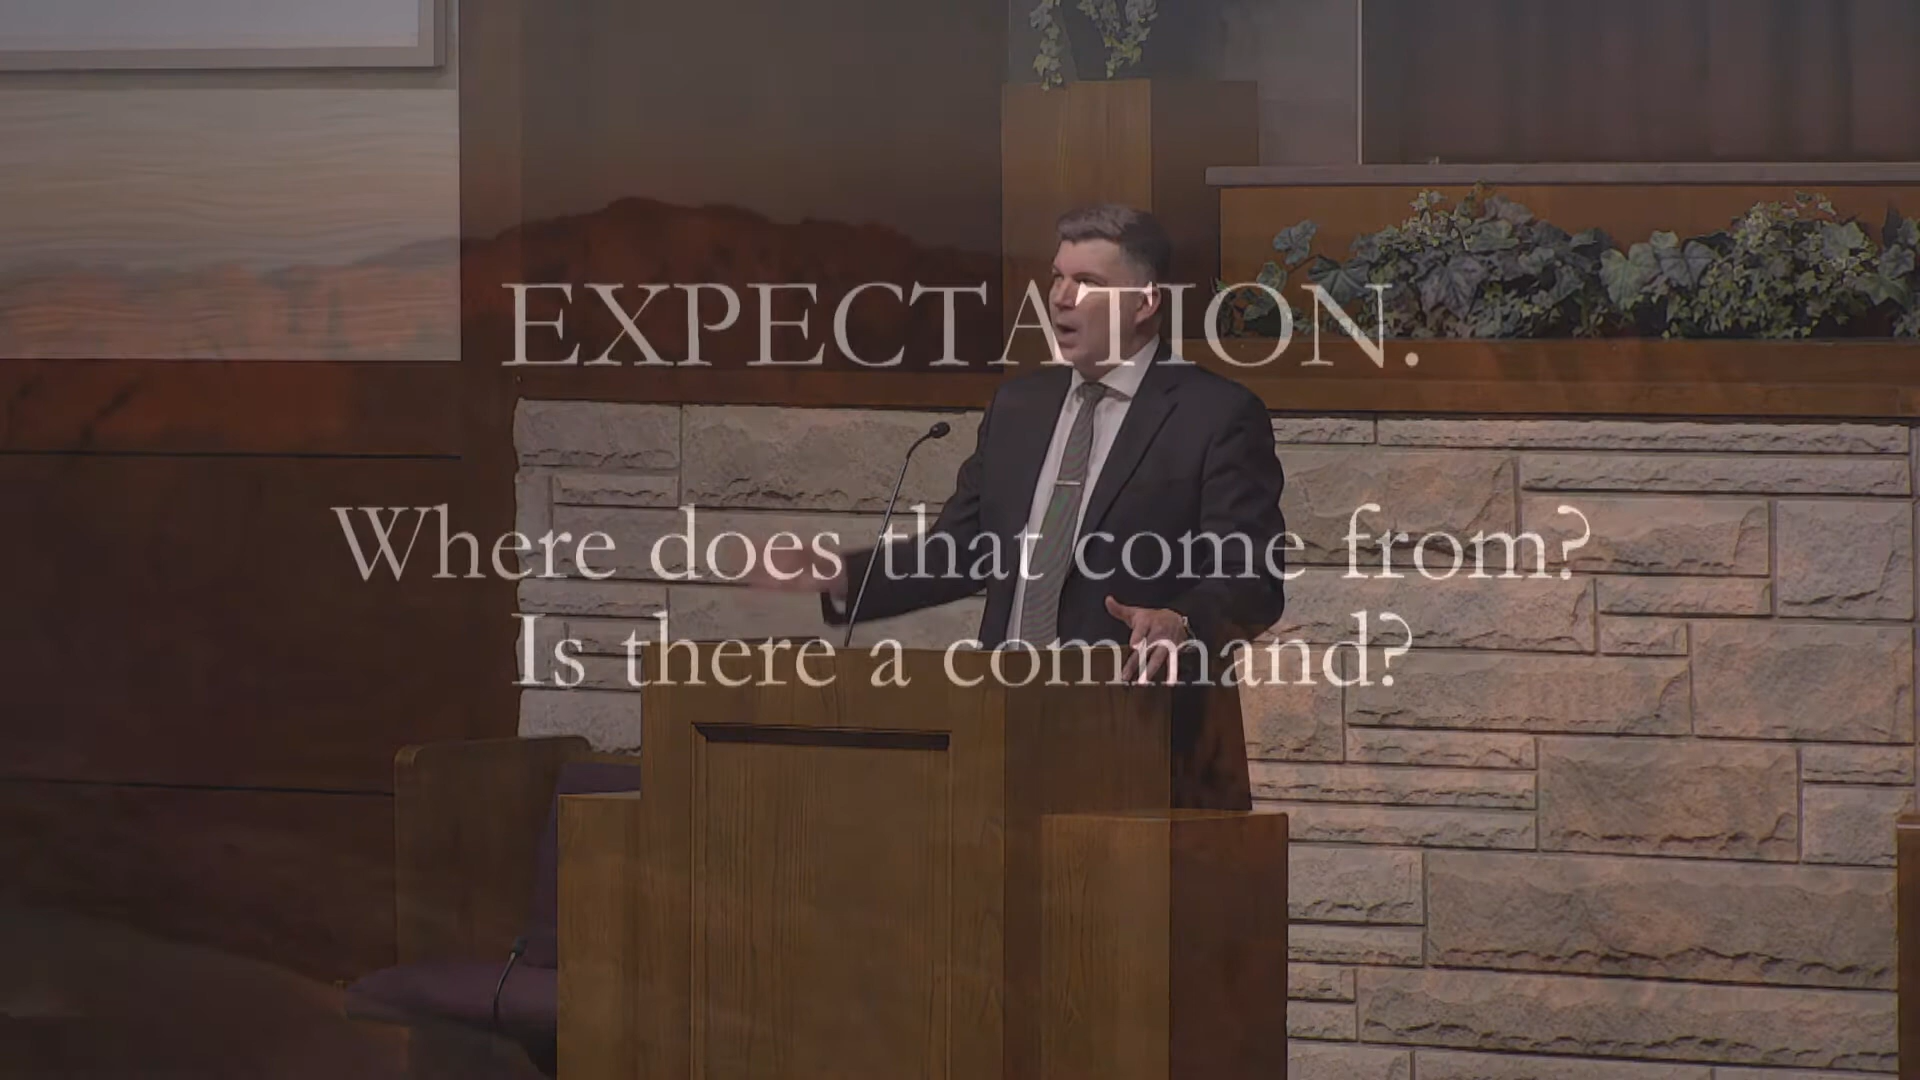 EXPECTATION.
Where does that come from?
Is there a command?